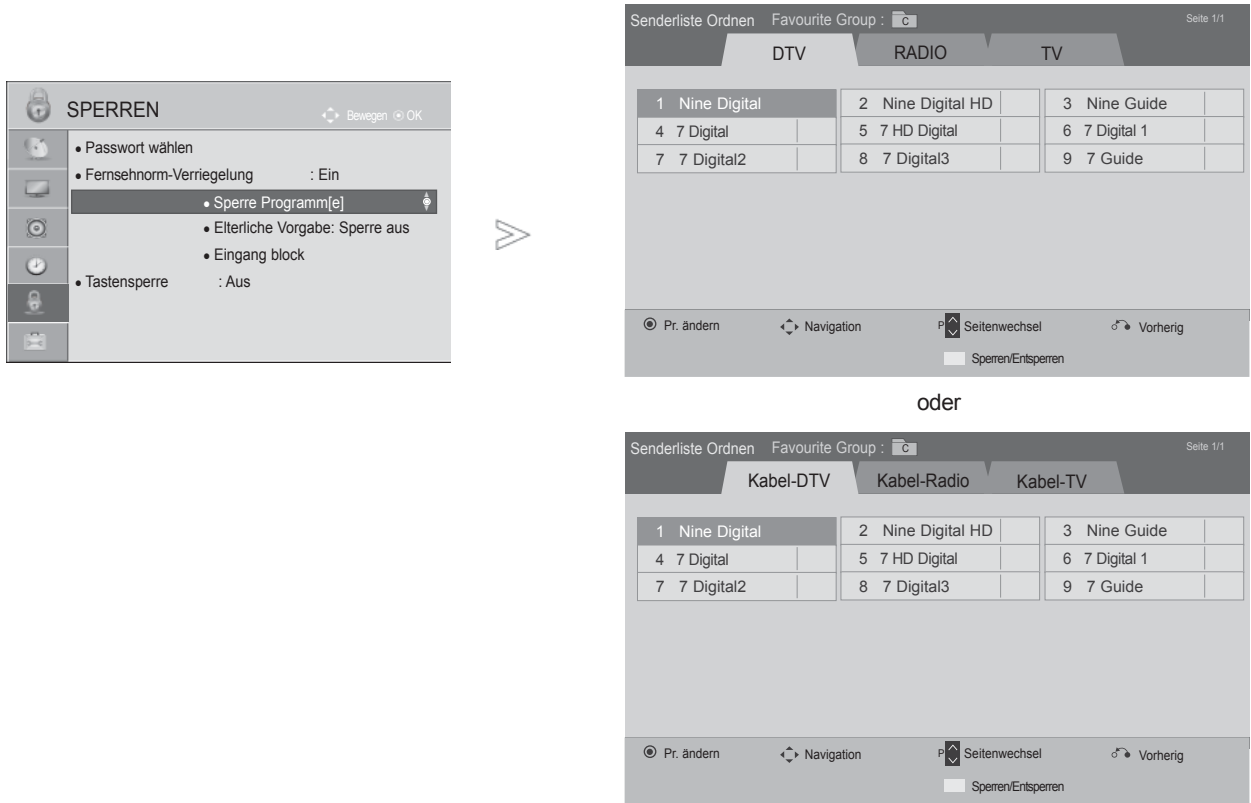 SPERREN
Bewegen OK
• Passwort wählen
• Fernsehnorm-Verriegelung : Ein
• Sperre Programm[e]
• Elterliche Vorgabe: Sperre aus
• Eingang block
• Tastensperre : Aus
Senderliste Ordnen Favourite Group : C Seite 1/1
DTV RADIO TV
1 Nine Digital 2 Nine Digital HD 3 Nine Guide
4 7 Digital 5 7 HD Digital 6 7 Digital 1
7 7 Digital2 8 7 Digital3 9 7 Guide
Pr. ändern Navigation P Seitenwechsel Vorherig
Sperren/Entsperren
oder
Senderliste Ordnen Favourite Group : C Seite 1/1
Kabel-DTV Kabel-Radio Kabel-TV
1 Nine Digital 2 Nine Digital HD 3 Nine Guide
4 7 Digital 5 7 HD Digital 6 7 Digital 1
7 7 Digital2 8 7 Digital3 9 7 Guide
Pr. ändern Navigation P Seitenwechsel Vorherig
Sperren/Entsperren